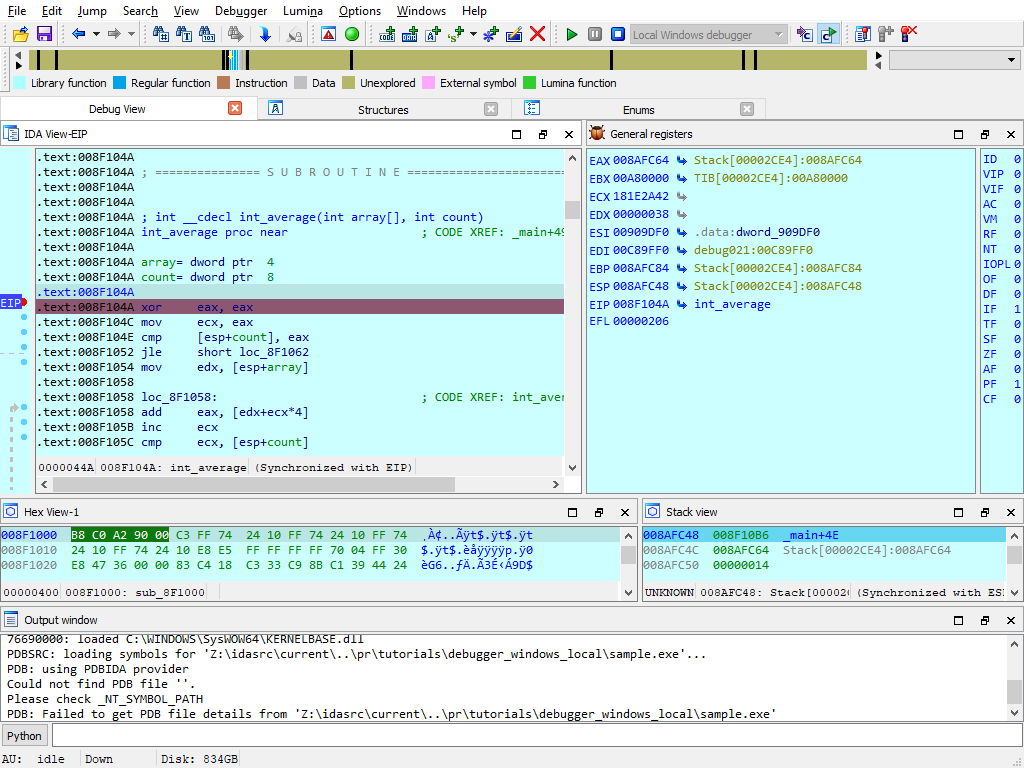 File Edit Jump Search View Debugger Lumina Options Windows Help
Local Windows debugger
Library function Regular function Instruction Data Unexplored External symbol Lumina function
Debug View Structures Enums
IDA View-EIP
.text:008F104A
.text:008F104A ; =============== S U B R O U T I N E =======================
.text:008F104A
.text:008F104A
.text:008F104A ; int __cdecl int_average(int array[], int count)
.text:008F104A int_average proc near ; CODE XREF: _main+49
.text:008F104A
.text:008F104A array= dword ptr 4
.text:008F104A count= dword ptr 8
.text:008F104A
EIP .text:008F104A xor eax, eax
.text:008F104C mov ecx, eax
.text:008F104E cmp [esp+count], eax
.text:008F1052 jle short loc_8F1062
.text:008F1054 mov edx, [esp+array]
.text:008F1058
.text:008F1058 loc_8F1058: ; CODE XREF: int_aver
.text:008F1058 add eax, [edx+ecx*4]
.text:008F105B inc ecx
.text:008F105C cmp ecx, [esp+count]
0000044A 008F104A: int_average (Synchronized with EIP)
General registers
EAX 008AFC64 Stack[00002CE4]:008AFC64
EBX 00A80000 TIB[00002CE4]:00A80000
ECX 181E2A42
EDX 00000038
ESI 00909DF0 .data:dword_909DF0
EDI 00C89FF0 debug021:00C89FF0
EBP 008AFC84 Stack[00002CE4]:008AFC84
ESP 008AFC48 Stack[00002CE4]:008AFC48
EIP 008F104A int_average
EFL 00000206
ID 0
VIP 0
VIF 0
AC 0
VM 0
RF 0
NT 0
IOPL 0
OF 0
DF 0
IF 1
TF 0
SF 0
ZF 0
AF 0
PF 1
CF 0
Hex View-1
008F1000 B8 C0 A2 90 00 C3 FF 74 24 10 FF 74 24 10 FF 74 ¸À¢..Ãÿt$.ÿt$.ÿt
008F1010 24 10 FF 74 24 10 E8 E5 FF FF FF FF 70 04 FF 30 $.ÿt$.èåÿÿÿÿp.ÿ0
008F1020 E8 47 36 00 00 83 C4 18 C3 33 C9 8B C1 39 44 24 èG6..ƒÄ.Ã3É‹Á9D$
00000400 008F1000: sub_8F1000
Stack view
008AFC48 008F10B6 _main+4E
008AFC4C 008AFC64 Stack[00002CE4]:008AFC64
008AFC50 00000014
UNKNOWN 008AFC48: Stack[00002 (Synchronized with ES
Output window
76690000: loaded C:\WINDOWS\SysWOW64\KERNELBASE.dll
PDBSRC: loading symbols for 'Z:\idasrc\current\..\pr\tutorials\debugger_windows_local\sample.exe'...
PDB: using PDBIDA provider
Could not find PDB file ''.
Please check _NT_SYMBOL_PATH
PDB: Failed to get PDB file details from 'Z:\idasrc\current\..\pr\tutorials\debugger_windows_local\sample.exe'
Python
AU: idle Down Disk: 834GB